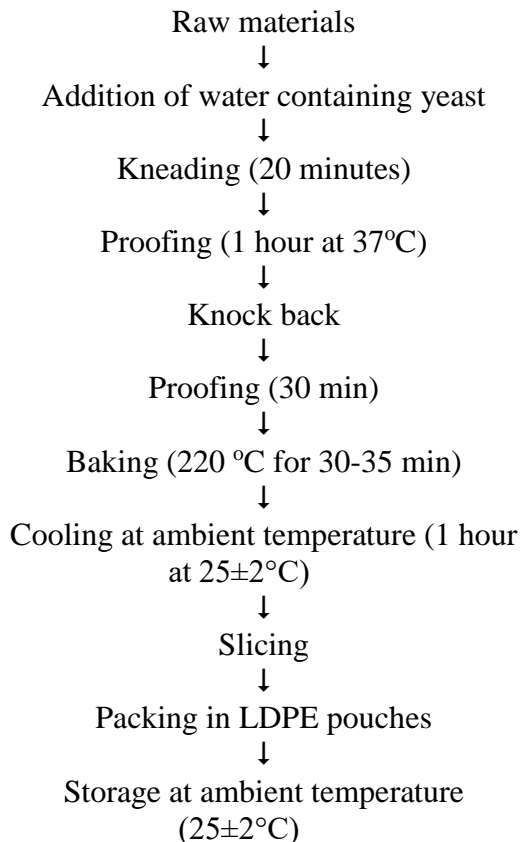 Raw materials
↓
Addition of water containing yeast
↓
Kneading (20 minutes)
↓
Proofing (1 hour at 37°C)
↓
Knock back
↓
Proofing (30 min)
↓
Baking (220 °C for 30-35 min)
↓
Cooling at ambient temperature (1 hour
at 25±2°C)
↓
Slicing
↓
Packing in LDPE pouches
↓
Storage at ambient temperature
(25±2°C)